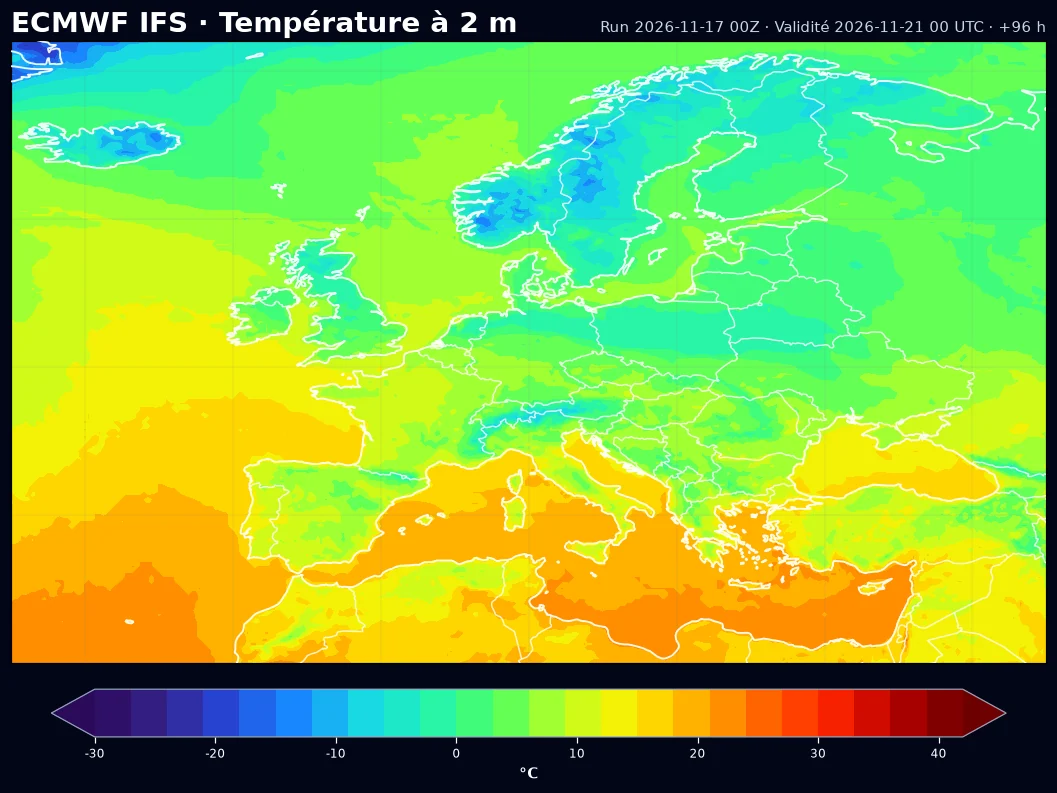 ECMWF IFS · Température à 2 m
Run 2026-11-17 00Z · Validité 2026-11-21 00 UTC · +96 h
-30 -20 -10 0 10 20 30 40
°C